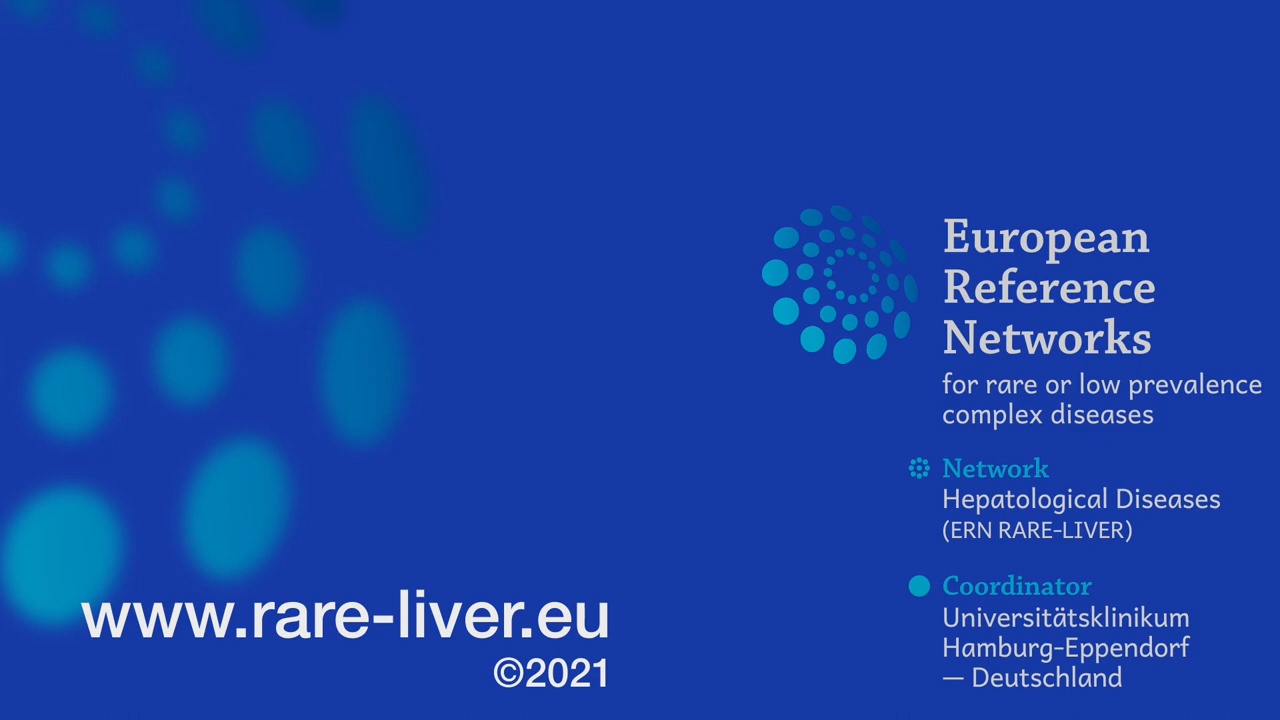 European
Reference
Networks
for rare or low prevalence
complex diseases
Network
Hepatological Diseases
(ERN RARE-LIVER)
Coordinator
Universitätsklinikum
Hamburg-Eppendorf
— Deutschland
www.rare-liver.eu
©2021